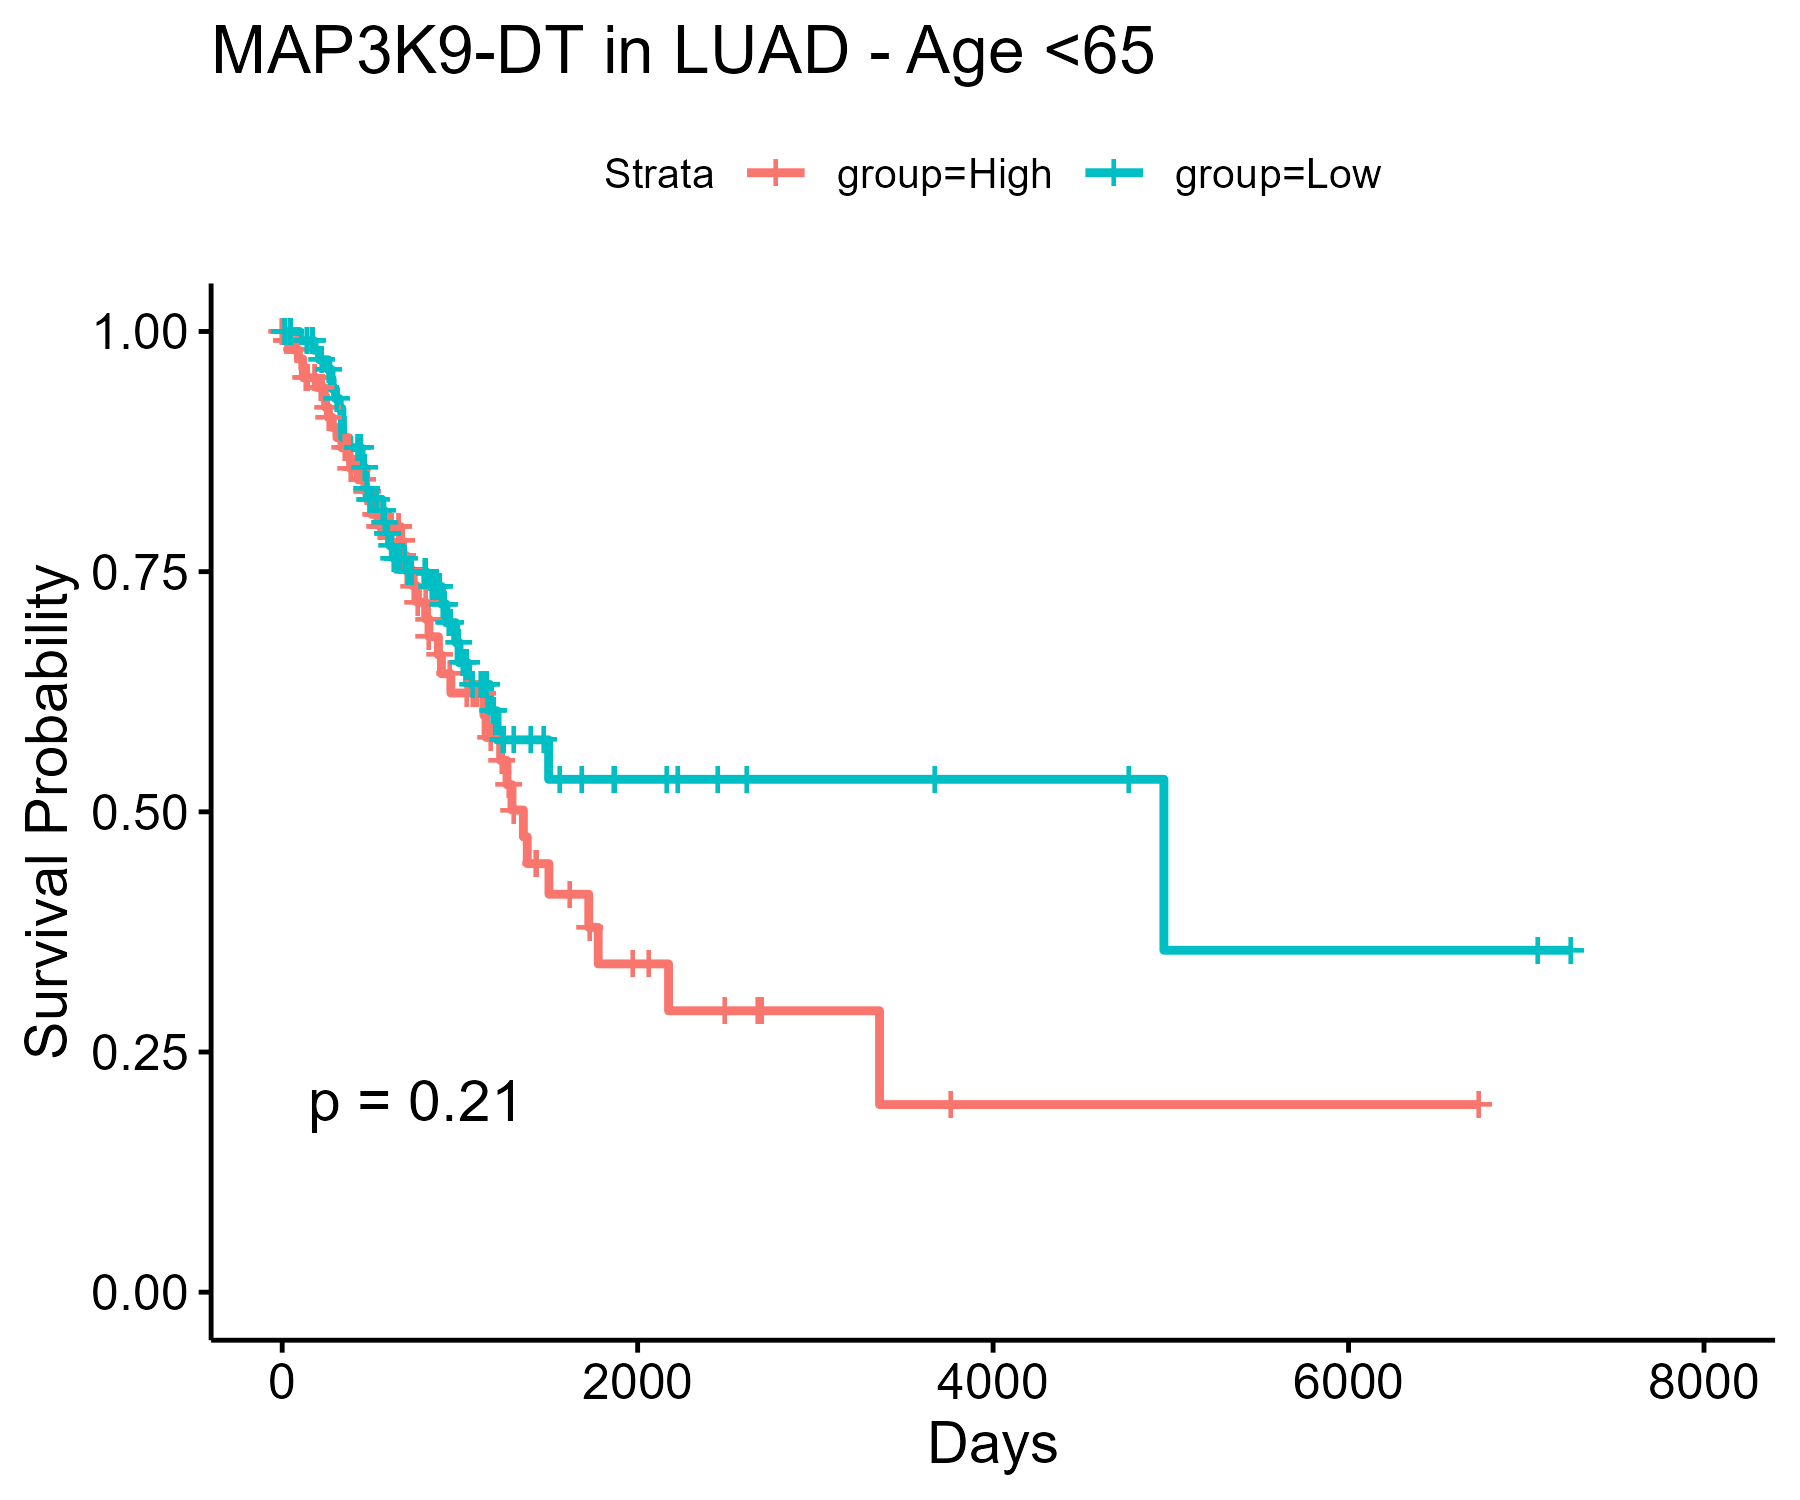 MAP3K9-DT in LUAD - Age <65
Strata group=High group=Low
1.00
0.75
0.50
0.25
0.00
Survival Probability
p = 0.21
0 2000 4000 6000 8000
Days